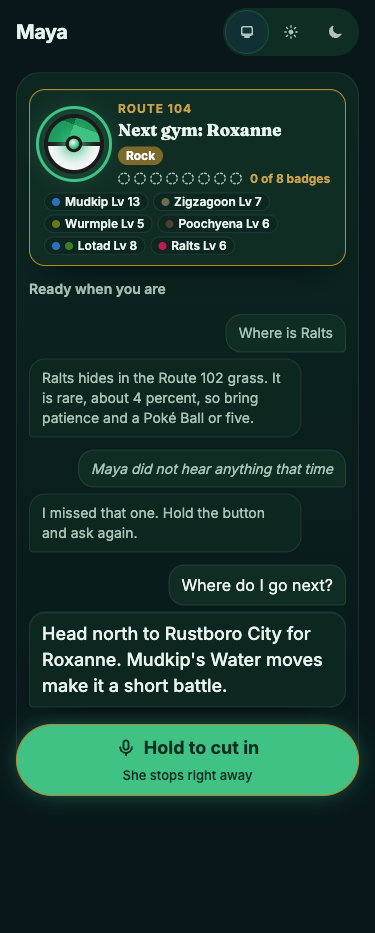 Maya
ROUTE 104
Next gym: Roxanne
Rock
0 of 8 badges
Mudkip Lv 13
Zigzagoon Lv 7
Wurmple Lv 5
Poochyena Lv 6
Lotad Lv 8
Ralts Lv 6
Ready when you are
Where is Ralts
Ralts hides in the Route 102 grass. It
is rare, about 4 percent, so bring
patience and a Poké Ball or five.
Maya did not hear anything that time
I missed that one. Hold the button
and ask again.
Where do I go next?
Head north to Rustboro City for
Roxanne. Mudkip's Water moves
make it a short battle.
Hold to cut in
She stops right away